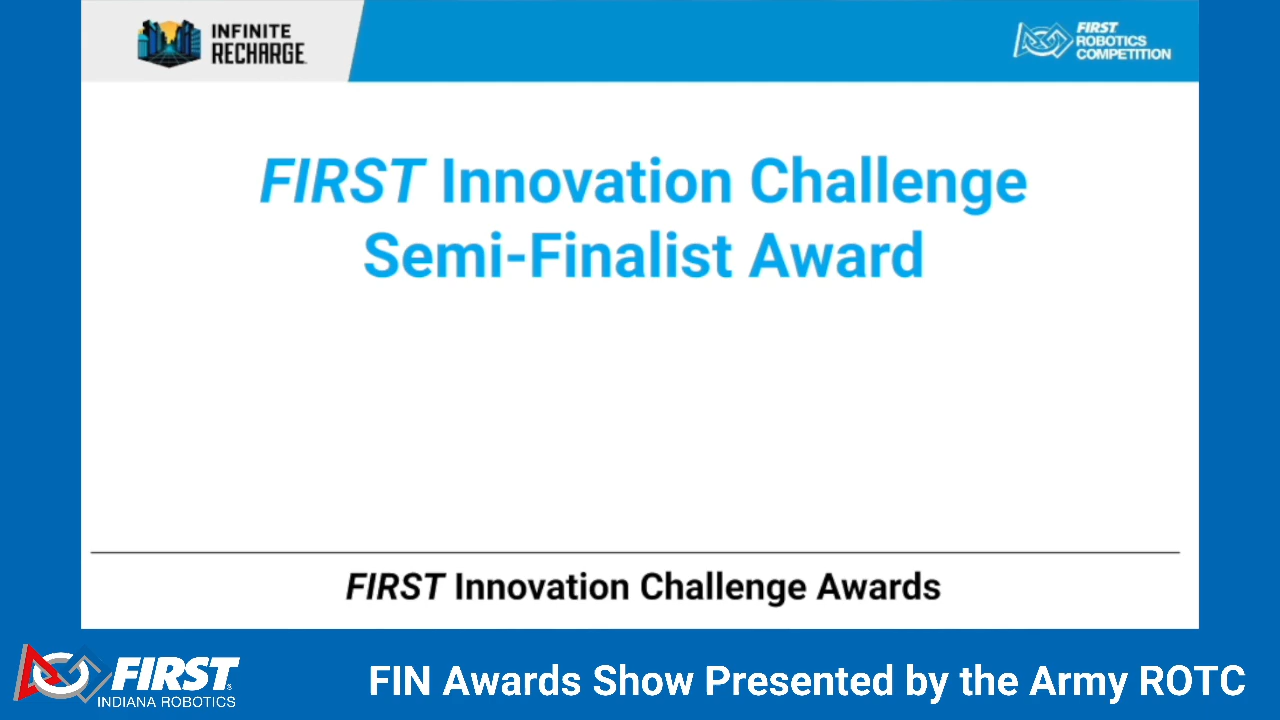 INFINITE
RECHARGE
FIRST
ROBOTICS
COMPETITION
FIRST Innovation Challenge
Semi-Finalist Award
FIRST Innovation Challenge Awards
FIRST
INDIANA ROBOTICS
FIN Awards Show Presented by the Army ROTC